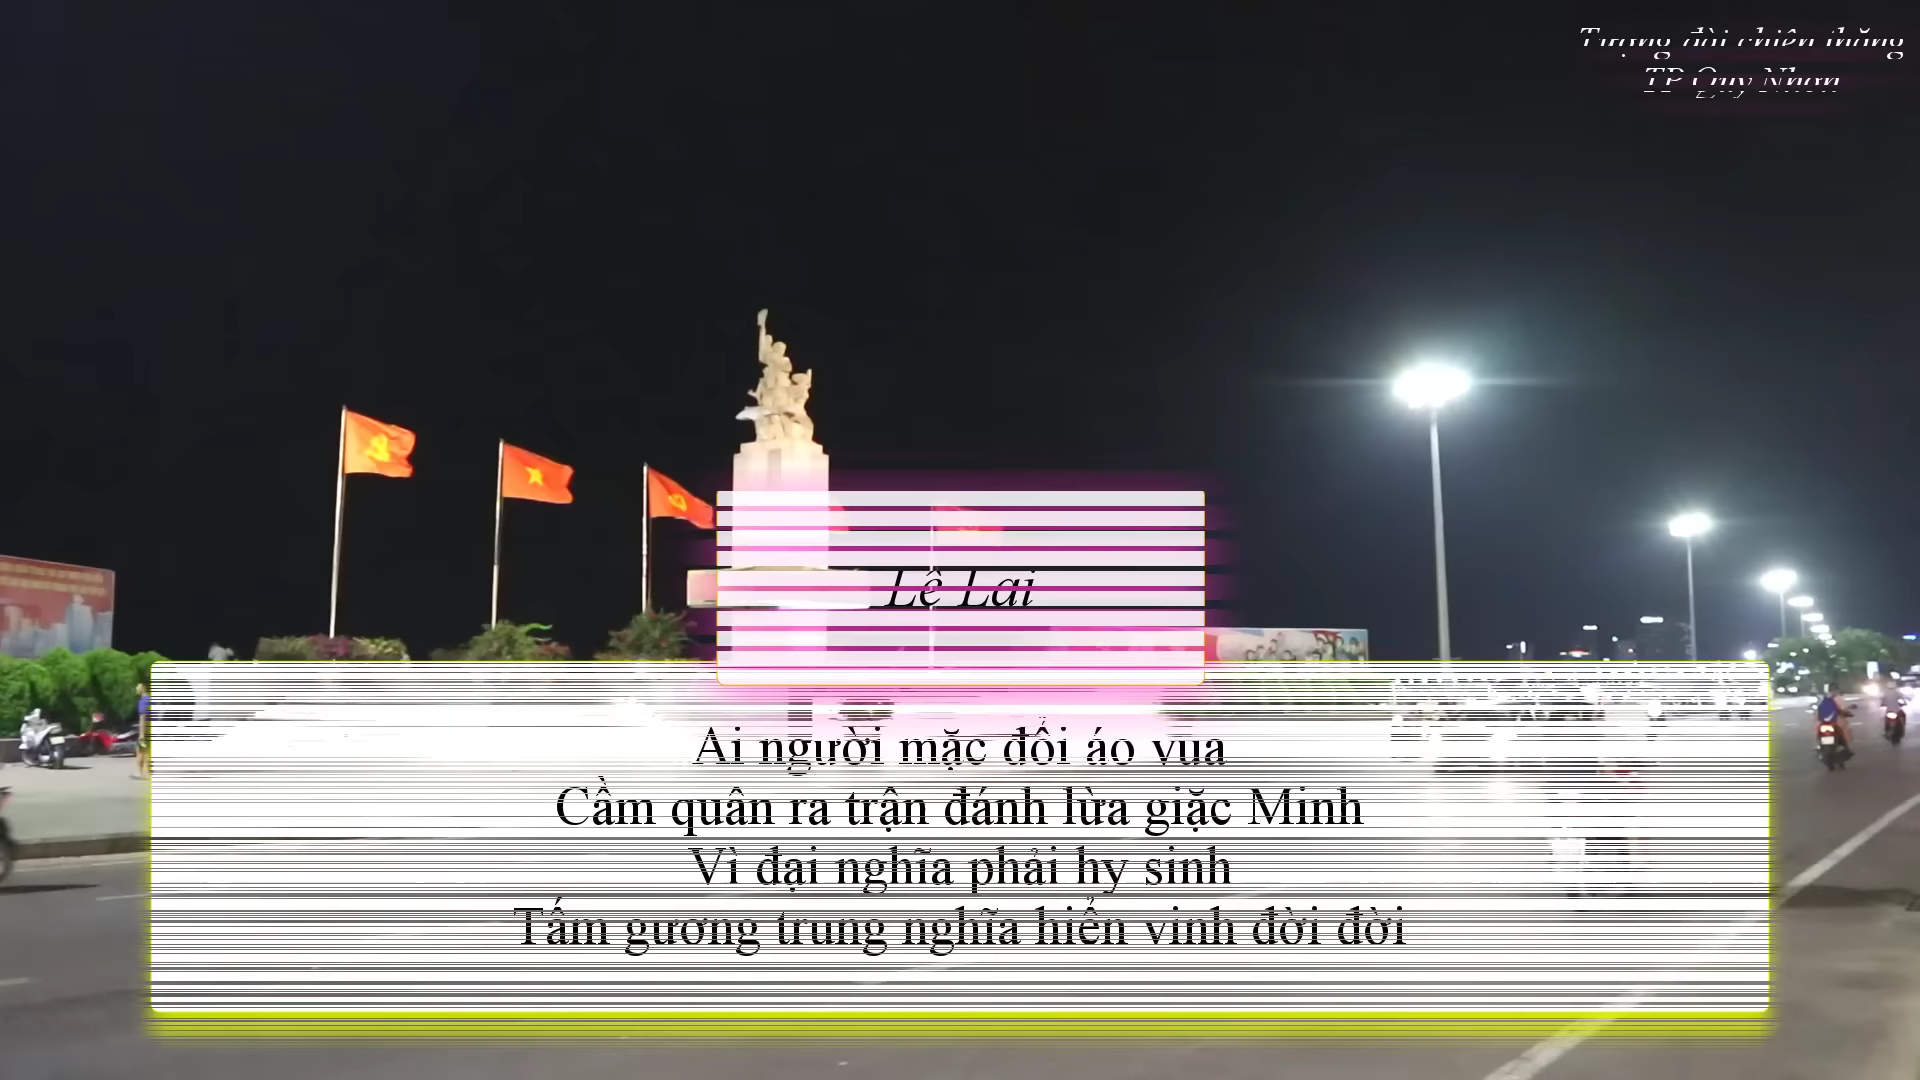 Tượng đài chiến thắng
TP Quy Nhơn
Lê Lai
Ai người mặc đổi áo vua
Cầm quân ra trận đánh lừa giặc Minh
Vì đại nghĩa phải hy sinh
Tấm gương trung nghĩa hiển vinh đời đời